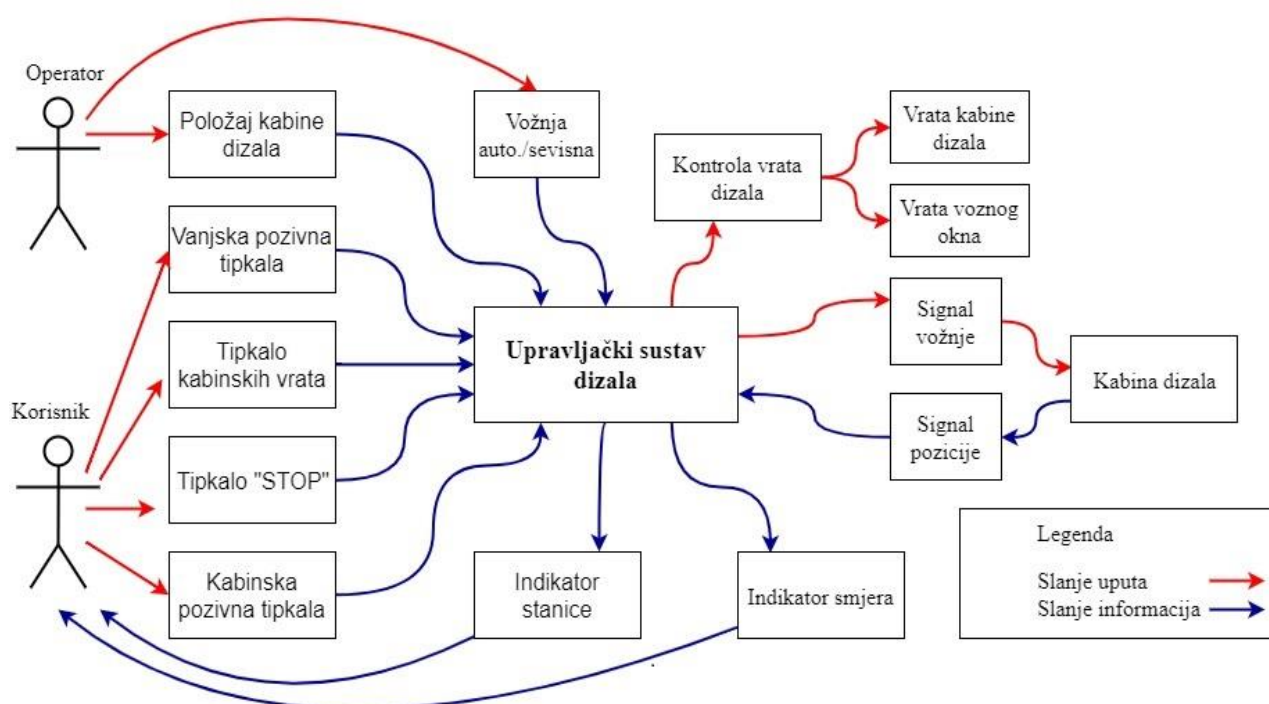 Operator
Položaj kabine
dizala
Vožnja
auto./sevisna
Kontrola vrata
dizala
Vrata kabine
dizala
Vrata voznog
okna
Vanjska pozivna
tipkala
Signal
vožnje
Tipkalo
kabinskih vrata
Upravljački sustav
dizala
Kabina dizala
Korisnik
Signal
pozicije
Tipkalo "STOP"
Kabinska
pozivna tipkala
Indikator
stanice
Indikator smjera
Legenda
Slanje uputa
Slanje informacija